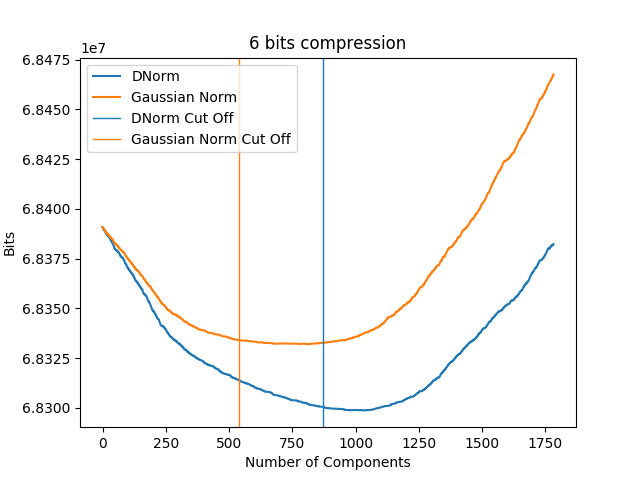 6 bits compression
1e7
6.8475
6.8450
6.8425
6.8400
6.8375
6.8350
6.8325
6.8300
Bits
DNorm
Gaussian Norm
DNorm Cut Off
Gaussian Norm Cut Off
0 250 500 750 1000 1250 1500 1750
Number of Components